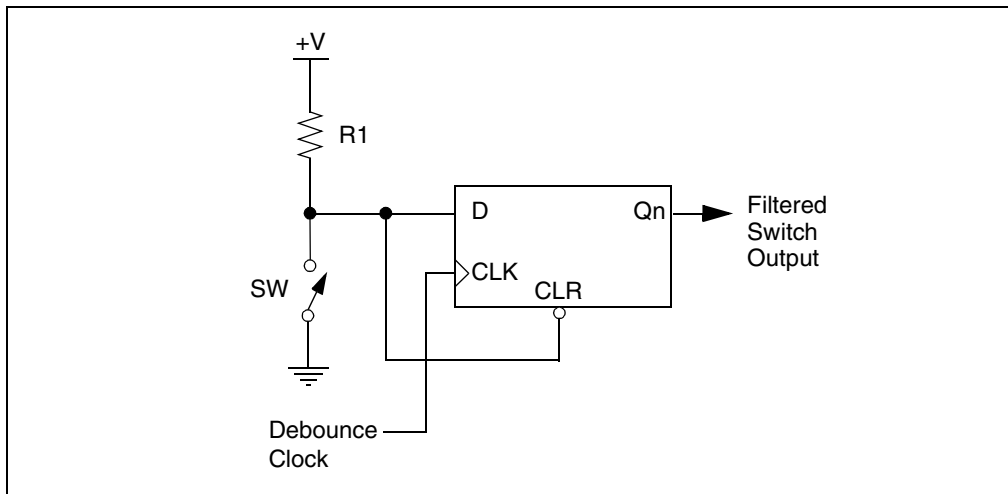 +V
R1
D
Qn
Filtered
Switch
Output
CLK
SW
CLR
Debounce
Clock